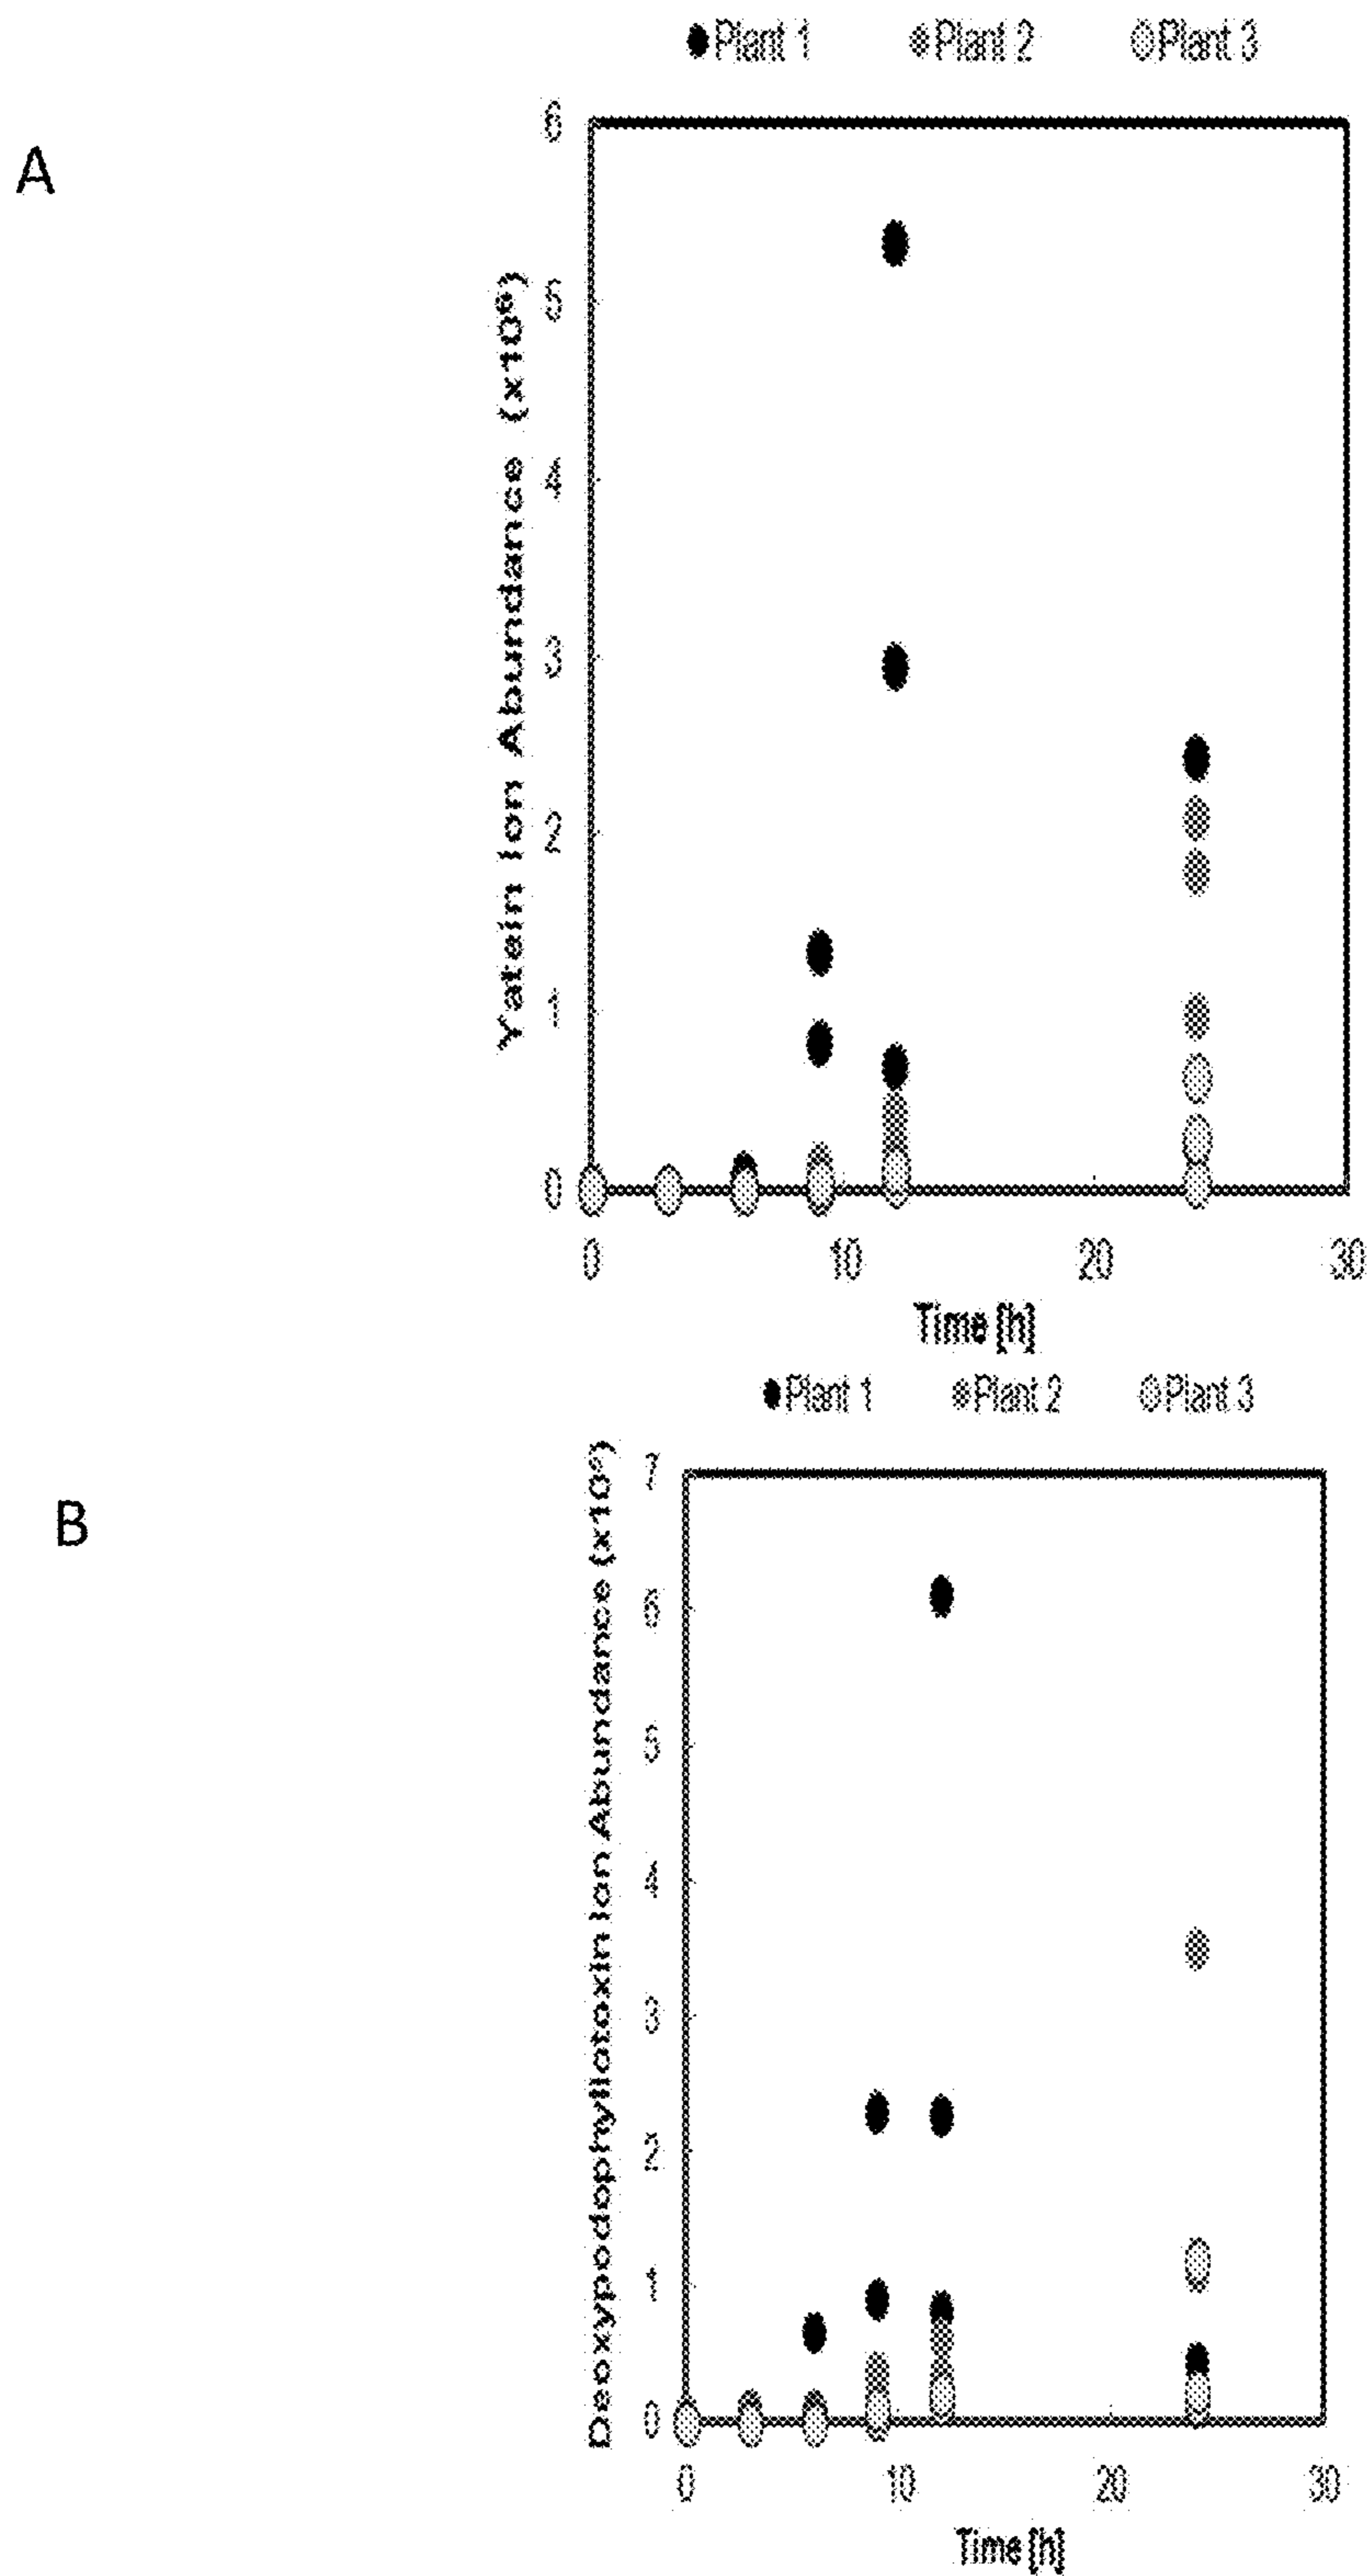 Plant 1 Plant 2 Plant 3
A
6
5
4
3
2
1
0
Yatein Ion Abundance (x10⁶)
0 10 20 30
Time [h]
Plant 1 Plant 2 Plant 3
B
7
6
5
4
3
2
1
0
Deoxypodophyllotoxin Ion Abundance (x10⁶)
0 10 20 30
Time [h]